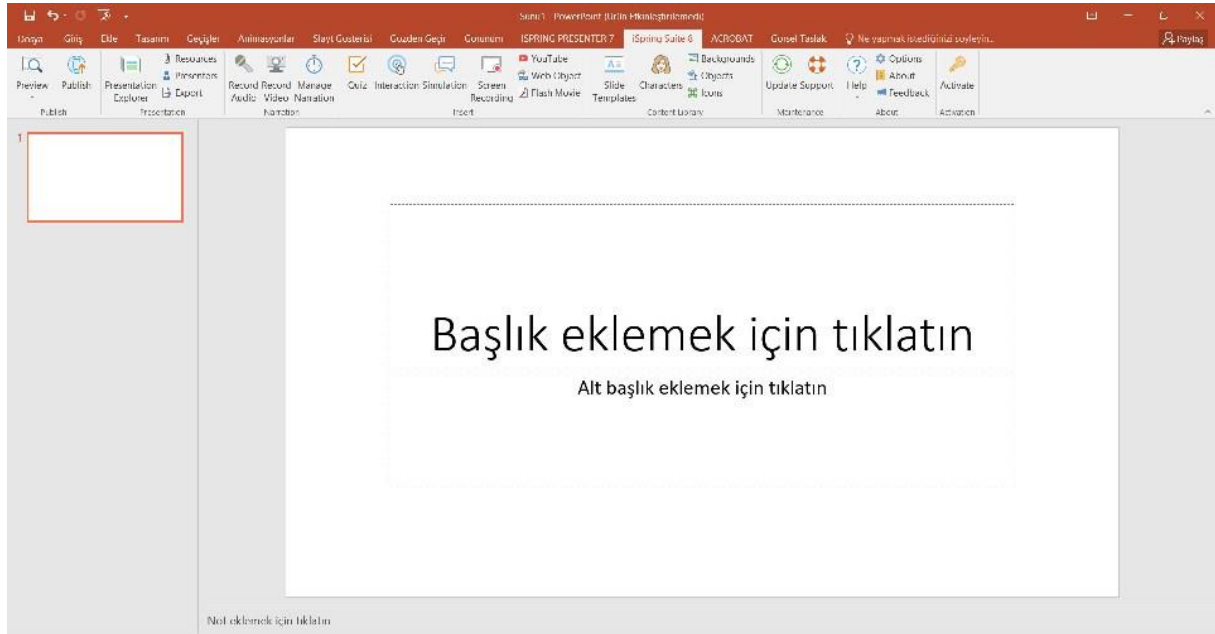 Sunu1 - PowerPoint (Ürün Etkinleştirilemedi)
Dosya Giriş Ekle Tasarım Geçişler Animasyonlar Slayt Gösterisi Gözden Geçir Görünüm ISPRING PRESENTER 7 iSpring Suite 8 ACROBAT Görsel Taslak Ne yapmak istediğinizi söyleyin... Paylaş
Preview Publish Presentation Explorer Resources Presenters Export Record Audio Record Video Manage Narration Quiz Interaction Simulation Screen Recording YouTube Web Object Flash Movie Slide Templates Characters Backgrounds Objects Icons Update Support Help Options About Feedback Activate
Publish Presentation Narration Insert Content Library Maintenance About Activation
1
Başlık eklemek için tıklatın
Alt başlık eklemek için tıklatın
Not eklemek için tıklatın